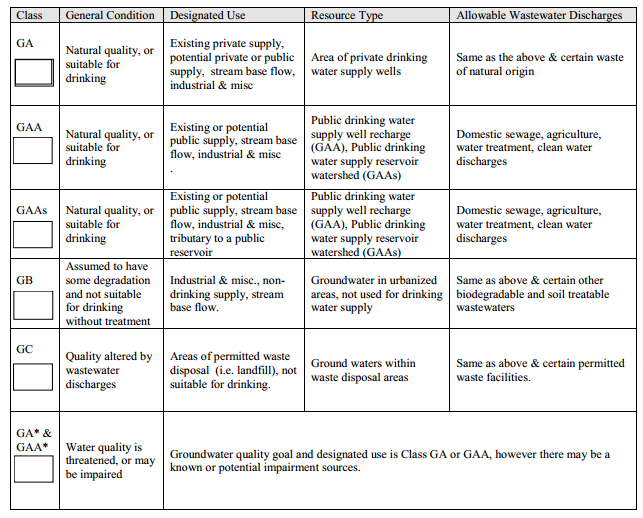 Class General Condition Designated Use Resource Type Allowable Wastewater Discharges
GA
Natural quality, or
suitable for
drinking
Existing private supply,
potential private or public
supply, stream base flow,
industrial & misc
Area of private drinking
water supply wells
Same as the above & certain waste
of natural origin
GAA
Natural quality, or
suitable for
drinking
Existing or potential
public supply, stream base
flow, industrial & misc
.
Public drinking water
supply well recharge
(GAA), Public drinking
water supply reservoir
watershed (GAAs)
Domestic sewage, agriculture,
water treatment, clean water
discharges
GAAs
Natural quality, or
suitable for
drinking
Existing or potential
public supply, stream base
flow, industrial & misc,
tributary to a public
reservoir
Public drinking water
supply well recharge
(GAA), Public drinking
water supply reservoir
watershed (GAAs)
Domestic sewage, agriculture,
water treatment, clean water
discharges
GB
Assumed to have
some degradation
and not suitable
for drinking
without treatment
Industrial & misc., non-
drinking supply, stream
base flow.
Groundwater in urbanized
areas, not used for drinking
water supply
Same as above & certain other
biodegradable and soil treatable
wastewaters
GC
Quality altered by
wastewater
discharges
Areas of permitted waste
disposal (i.e. landfill), not
suitable for drinking.
Ground waters within
waste disposal areas
Same as above & certain permitted
waste facilities.
GA* &
GAA*
Water quality is
threatened, or may
be impaired
Groundwater quality goal and designated use is Class GA or GAA, however there may be a
known or potential impairment sources.